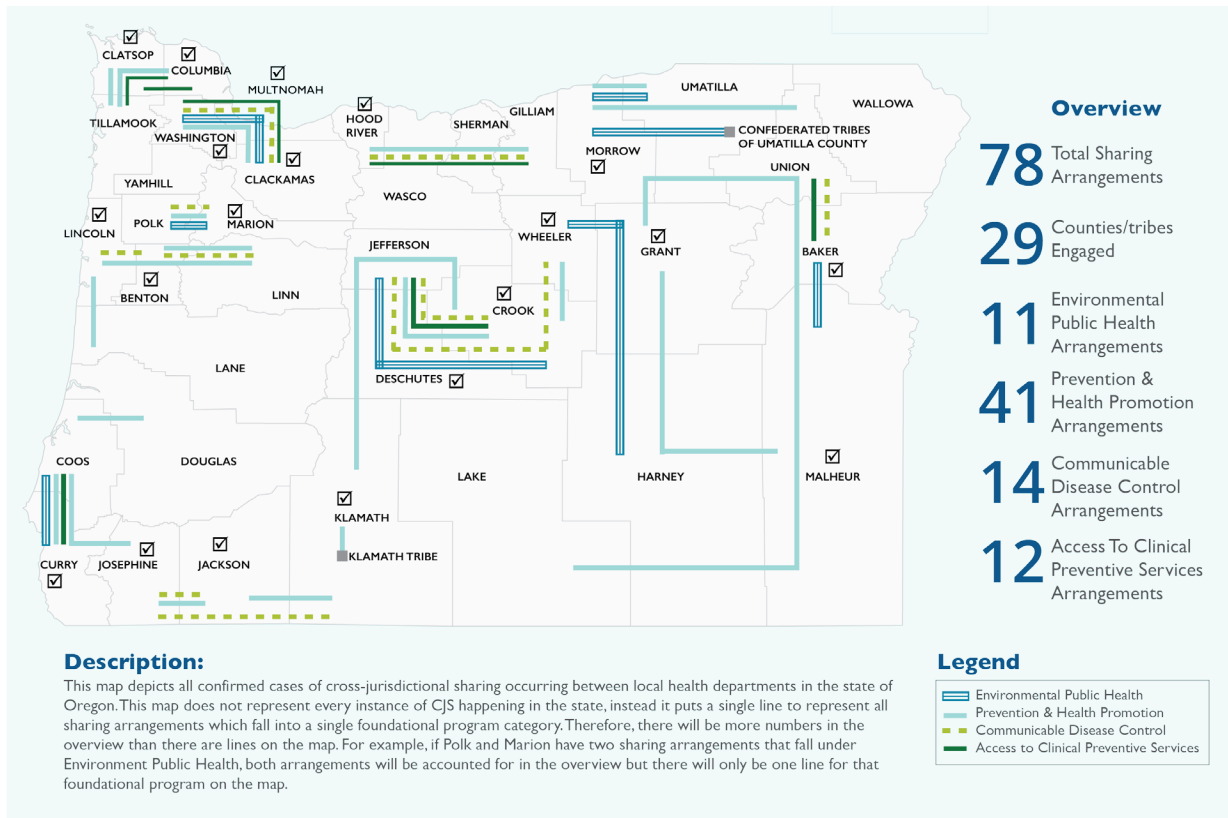 CLATSOP
COLUMBIA
MULTNOMAH
TILLAMOOK
WASHINGTON
CLACKAMAS
HOOD
RIVER
SHERMAN
GILLIAM
UMATILLA
WALLOWA
CONFEDERATED TRIBES
OF UMATILLA COUNTY
MORROW
UNION
YAMHILL
WASCO
LINCOLN
POLK
MARION
JEFFERSON
WHEELER
GRANT
BAKER
BENTON
LINN
CROOK
LANE
DESCHUTES
COOS
DOUGLAS
LAKE
HARNEY
MALHEUR
KLAMATH
KLAMATH TRIBE
CURRY
JOSEPHINE
JACKSON
Overview
78 Total Sharing
Arrangements
29 Counties/tribes
Engaged
11 Environmental
Public Health
Arrangements
41 Prevention &
Health Promotion
Arrangements
14 Communicable
Disease Control
Arrangements
12 Access To Clinical
Preventive Services
Arrangements
Description:
This map depicts all confirmed cases of cross-jurisdictional sharing occurring between local health departments in the state of
Oregon. This map does not represent every instance of CJS happening in the state, instead it puts a single line to represent all
sharing arrangements which fall into a single foundational program category. Therefore, there will be more numbers in the
overview than there are lines on the map. For example, if Polk and Marion have two sharing arrangements that fall under
Environment Public Health, both arrangements will be accounted for in the overview but there will only be one line for that
foundational program on the map.
Legend
Environmental Public Health
Prevention & Health Promotion
Communicable Disease Control
Access to Clinical Preventive Services